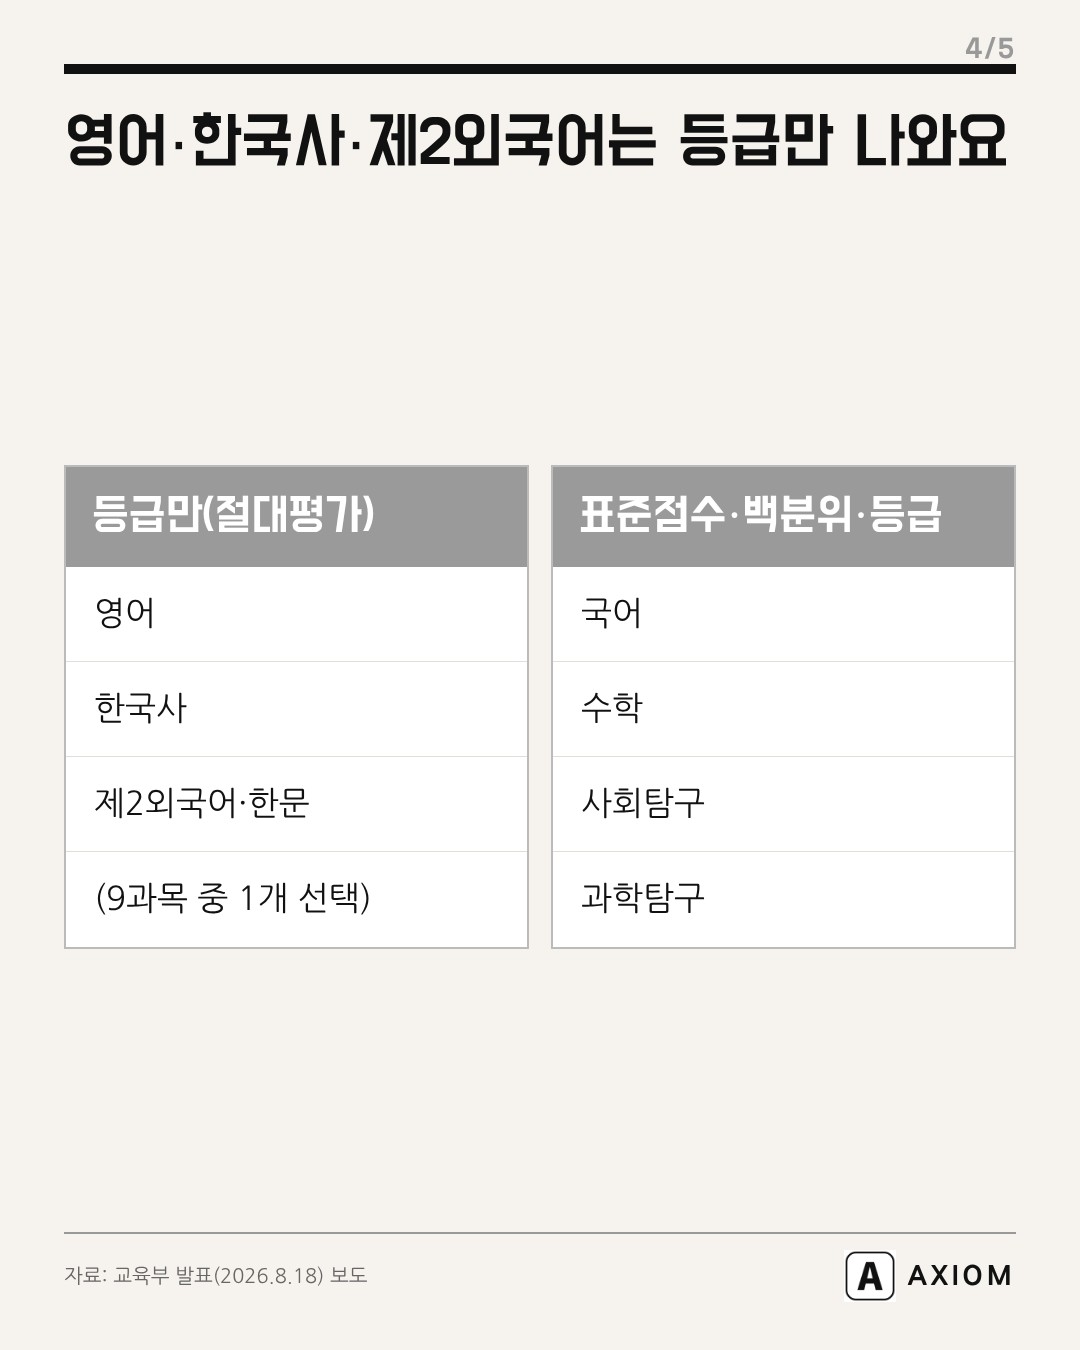 4/5
영어·한국사·제2외국어는 등급만 나와요
등급만(절대평가)
영어
한국사
제2외국어·한문
(9과목 중 1개 선택)
표준점수·백분위·등급
국어
수학
사회탐구
과학탐구
자료: 교육부 발표(2026.8.18) 보도
A AXIOM